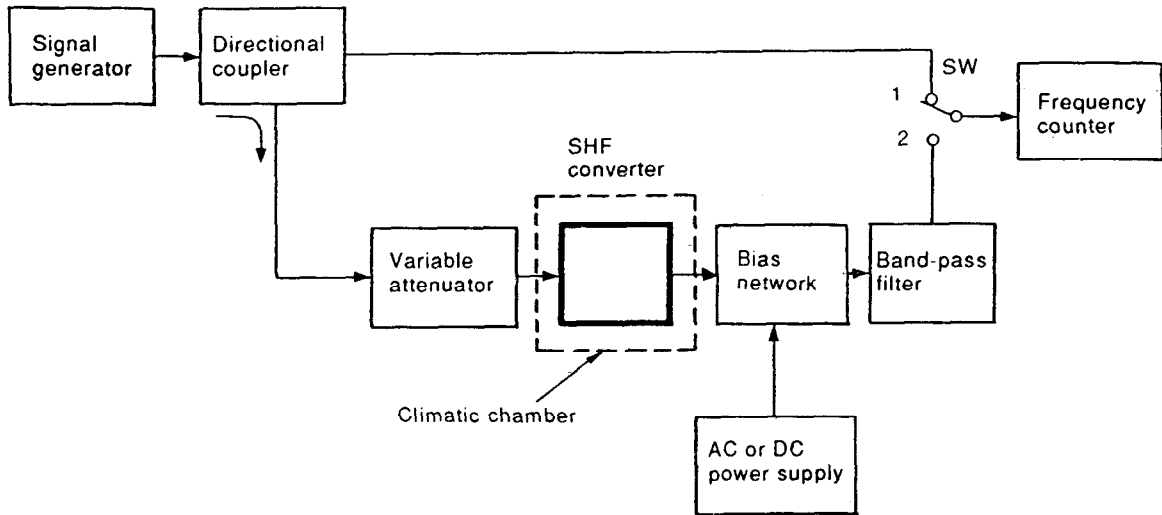 Signal
generator
Directional
coupler
SW
1
2
Frequency
counter
SHF
converter
Variable
attenuator
Bias
network
Band-pass
filter
Climatic chamber
AC or DC
power supply